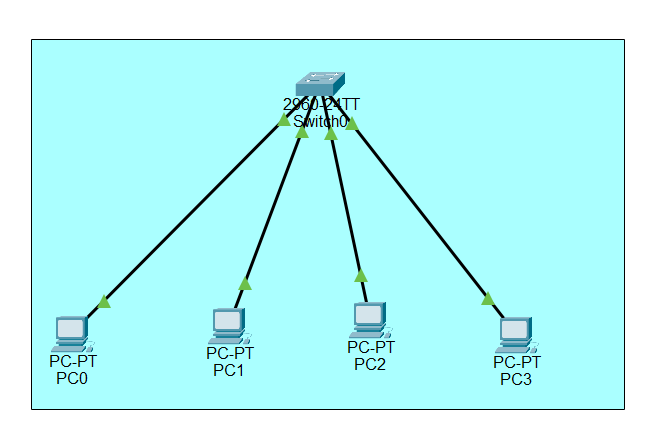 2960-24TT
Switch0
PC-PT
PC0
PC-PT
PC1
PC-PT
PC2
PC-PT
PC3